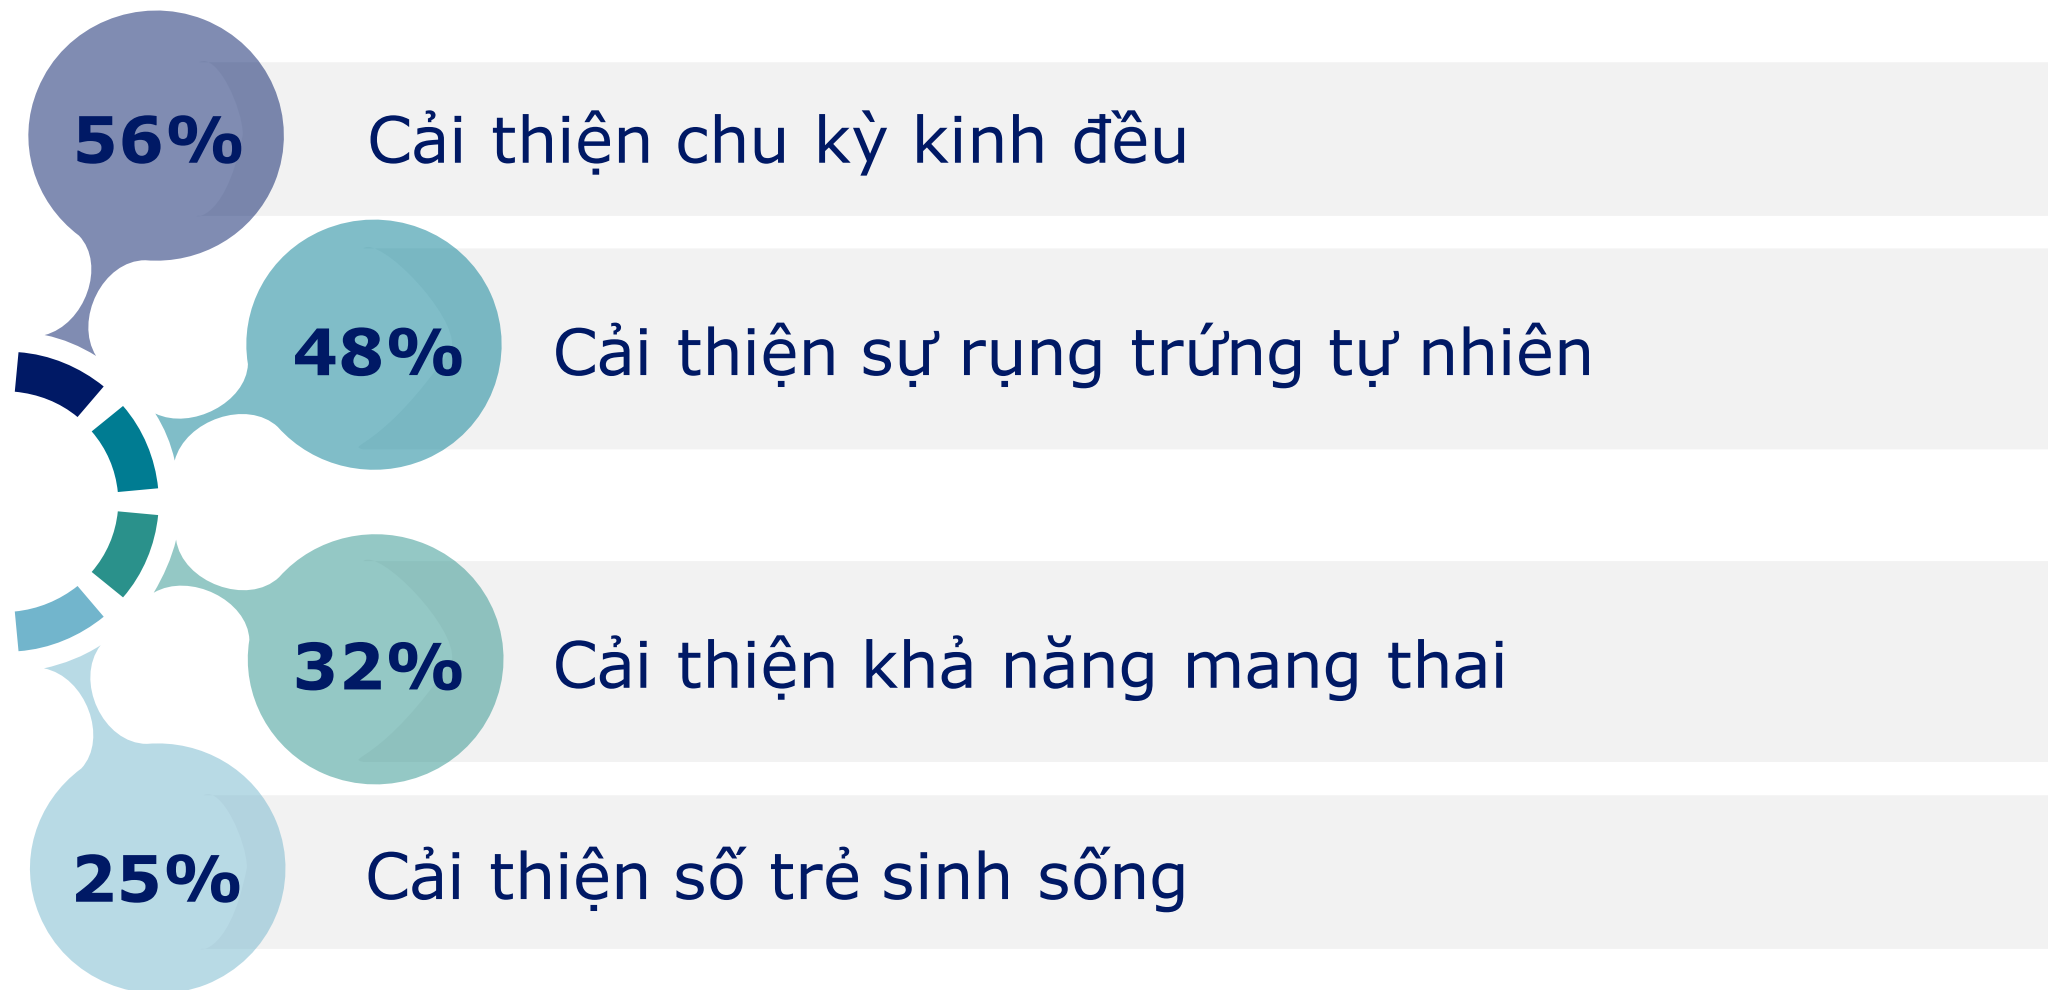 56% Cải thiện chu kỳ kinh đều
48% Cải thiện sự rụng trứng tự nhiên
32% Cải thiện khả năng mang thai
25% Cải thiện số trẻ sinh sống